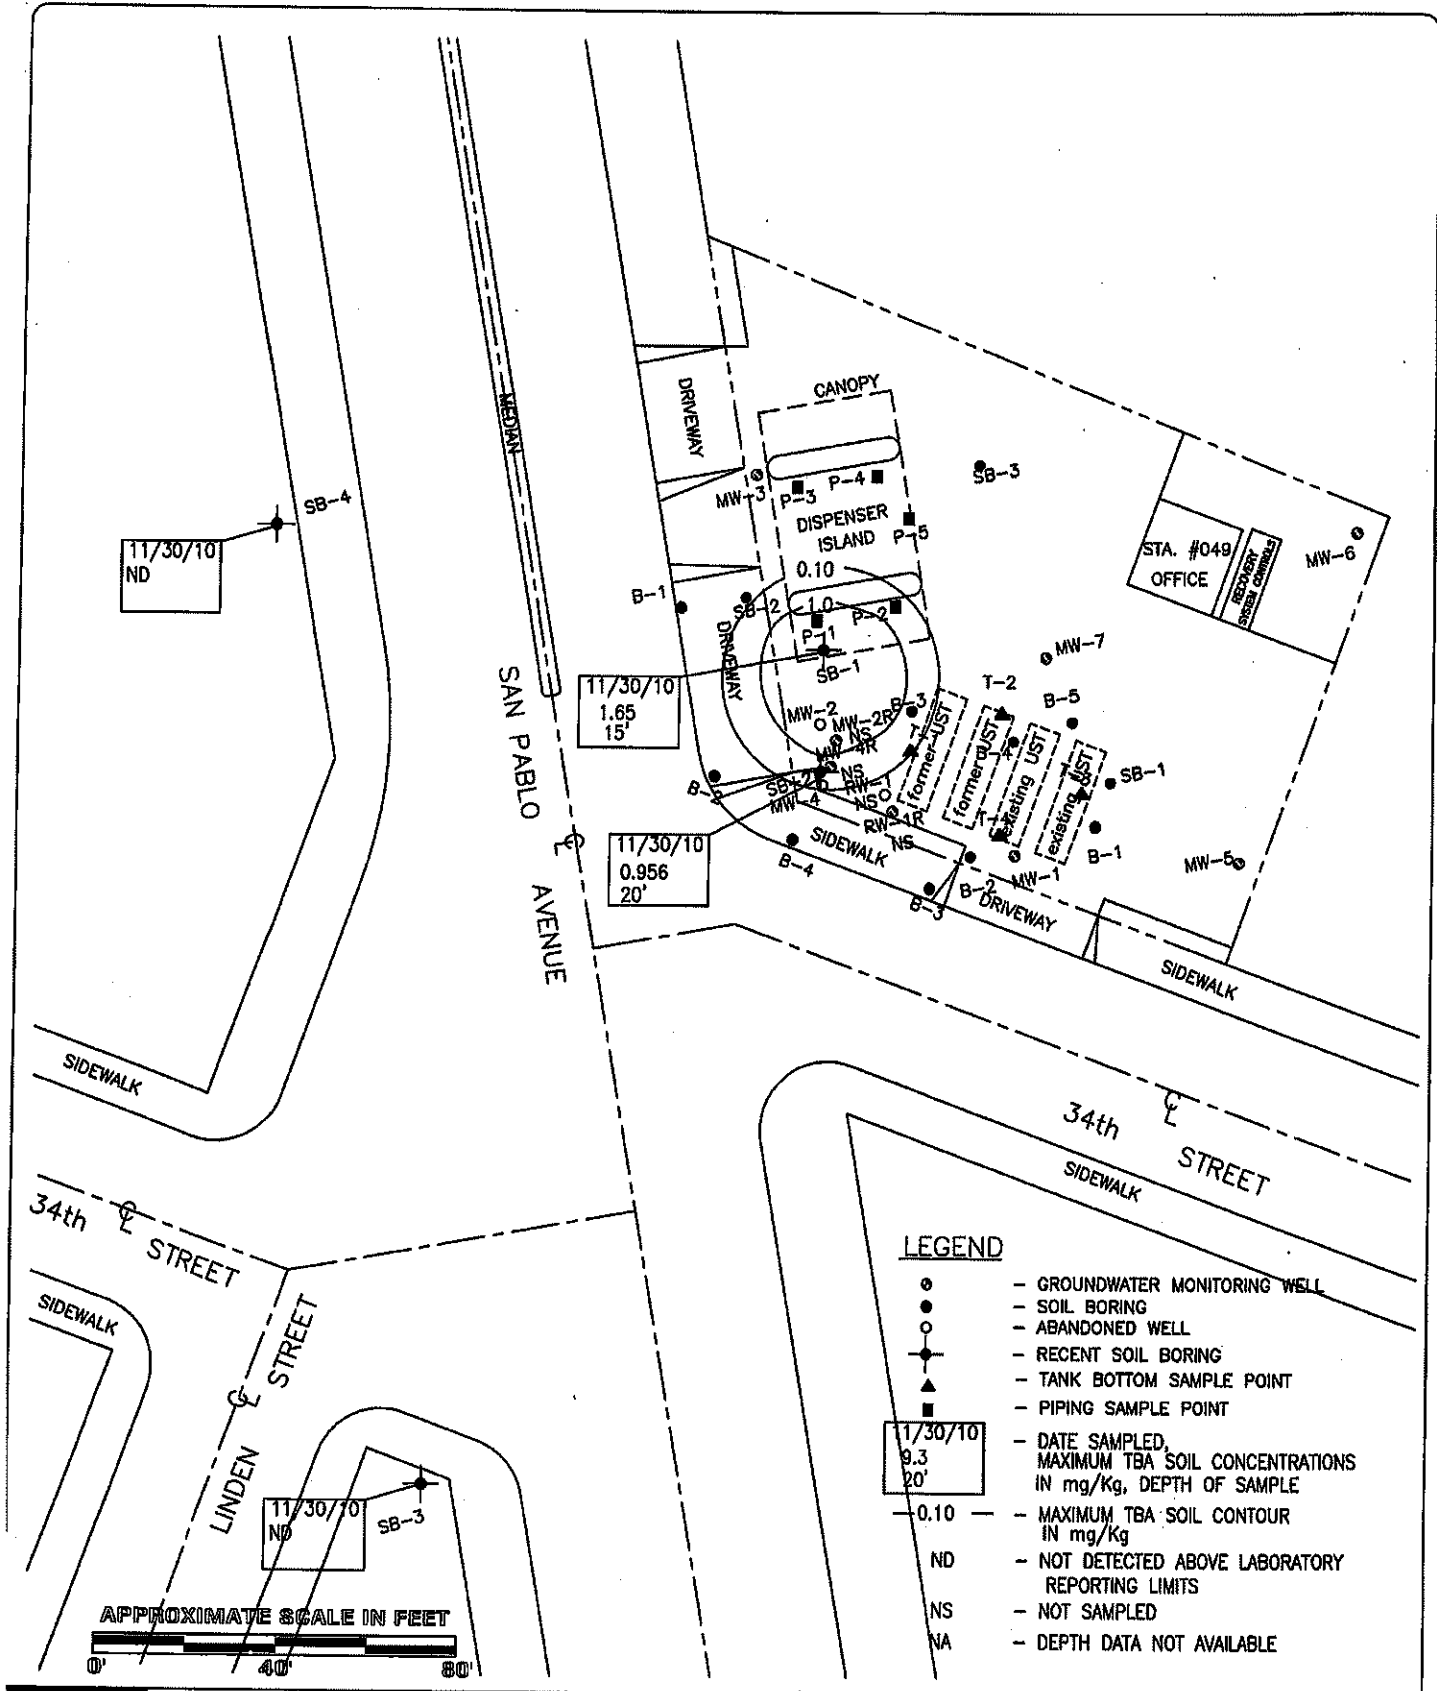 CANOPY
DRIVEWAY
MEDIAN
MW-3
P-3
P-4
SB-3
DISPENSER
ISLAND
P-5
SB-4
11/30/10
ND
STA. #049
OFFICE
RECOVERY
SYSTEM CONTROLS
MW-6
0.10
B-1
SB-2
1.0
P-1
P-2
DRIVEWAY
SB-1
MW-7
11/30/10
1.65
15'
T-2
B-5
MW-2
MW-2R
NS
B-3
MW-4R
NS
former UST
former UST
existing UST
existing UST
SB-1
B-2
SB-2
MW-4
NS
RW-1R
NS
B-1
SAN PABLO
AVENUE
11/30/10
0.956
20'
SIDEWALK
B-4
B-3
B-2
MW-1
MW-5
DRIVEWAY
SIDEWALK
SIDEWALK
34th
STREET
SIDEWALK
34th
STREET
SIDEWALK
LINDEN
STREET
11/30/10
ND
SB-3
APPROXIMATE SCALE IN FEET
0'
40'
80'
LEGEND
- GROUNDWATER MONITORING WELL
- SOIL BORING
- ABANDONED WELL
- RECENT SOIL BORING
- TANK BOTTOM SAMPLE POINT
- PIPING SAMPLE POINT
11/30/10
9.3
20'
- DATE SAMPLED,
MAXIMUM TBA SOIL CONCENTRATIONS
IN mg/Kg, DEPTH OF SAMPLE
—0.10 — - MAXIMUM TBA SOIL CONTOUR
IN mg/Kg
ND - NOT DETECTED ABOVE LABORATORY
REPORTING LIMITS
NS - NOT SAMPLED
NA - DEPTH DATA NOT AVAILABLE